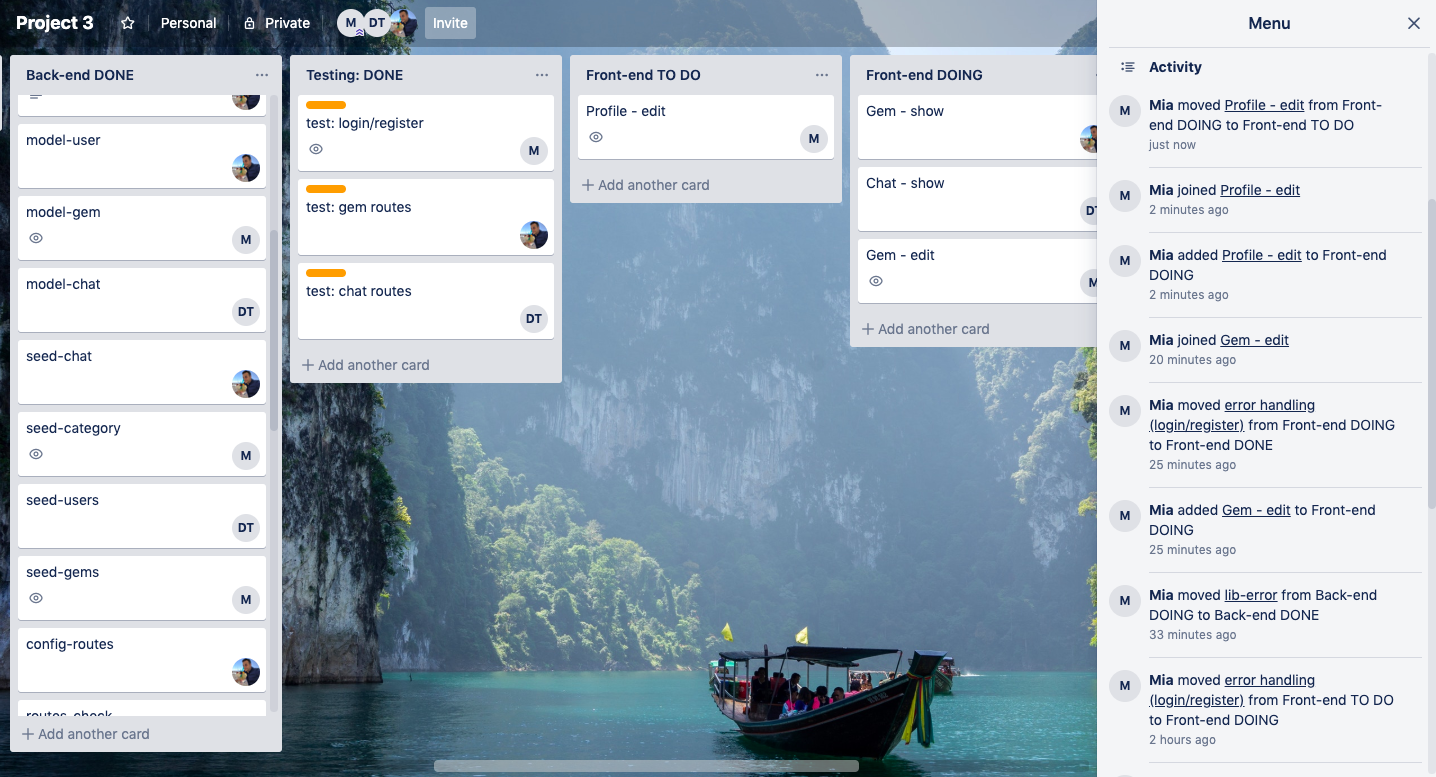 Project 3
Personal
Private
M
DT
Invite
Back-end DONE
model-user
model-gem
M
model-chat
DT
seed-chat
seed-category
M
seed-users
DT
seed-gems
M
config-routes
routes-check
+ Add another card
Testing: DONE
test: login/register
M
test: gem routes
test: chat routes
DT
+ Add another card
Front-end TO DO
Profile - edit
M
+ Add another card
Front-end DOING
Gem - show
Chat - show
DT
Gem - edit
M
+ Add another card
Menu
Activity
M
Mia moved Profile - edit from Front-
end DOING to Front-end TO DO
just now
M
Mia joined Profile - edit
2 minutes ago
M
Mia added Profile - edit to Front-end
DOING
2 minutes ago
M
Mia joined Gem - edit
20 minutes ago
M
Mia moved error handling
(login/register) from Front-end DOING
to Front-end DONE
25 minutes ago
M
Mia added Gem - edit to Front-end
DOING
25 minutes ago
M
Mia moved lib-error from Back-end
DOING to Back-end DONE
33 minutes ago
M
Mia moved error handling
(login/register) from Front-end TO DO
to Front-end DOING
2 hours ago